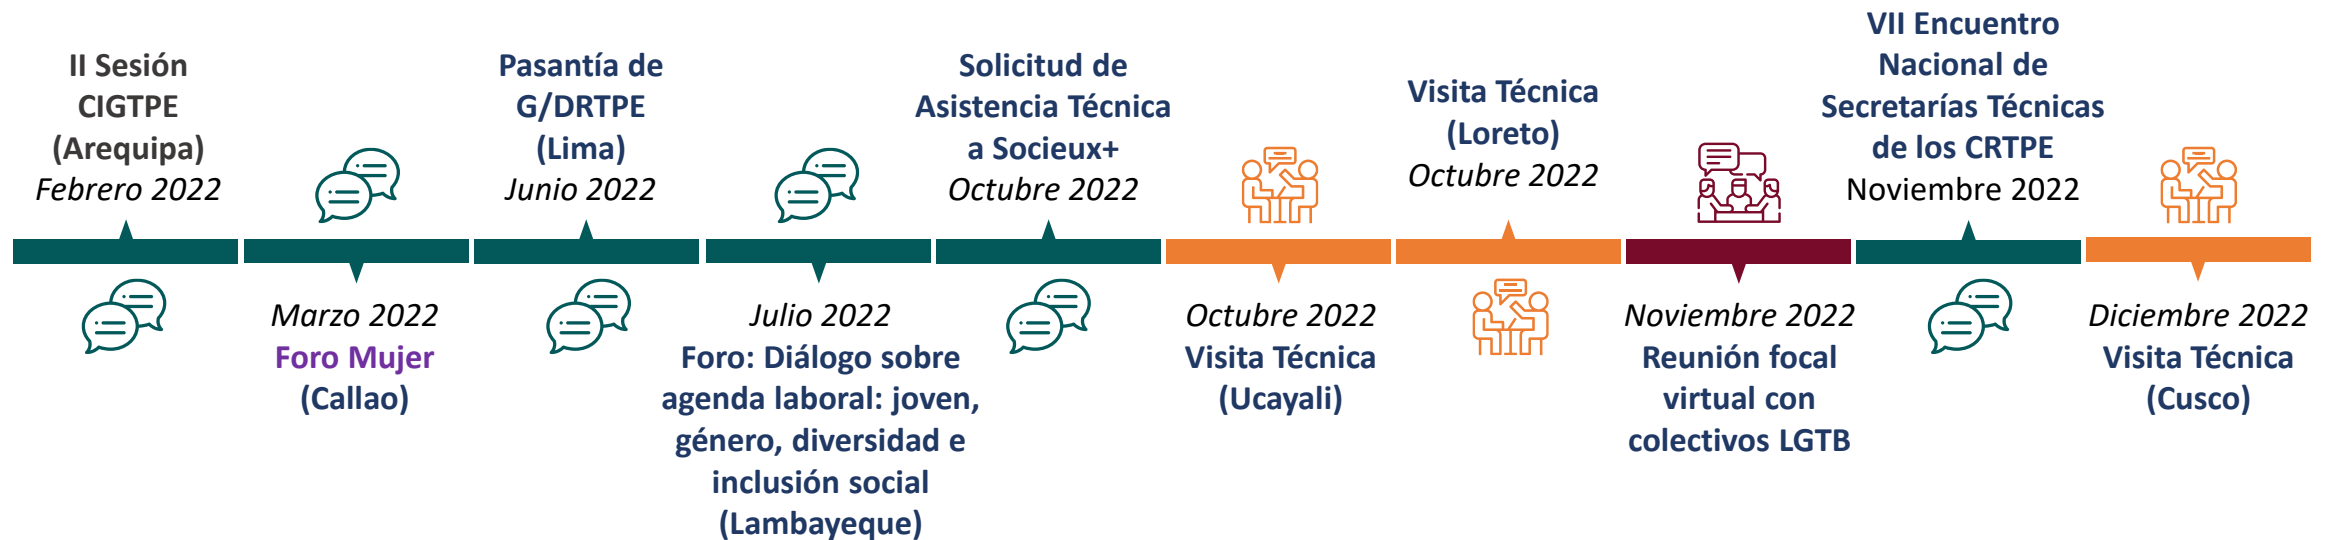 II Sesión
CIGTPE
(Arequipa)
Febrero 2022
Marzo 2022
Foro Mujer
(Callao)
Pasantía de
G/DRTPE
(Lima)
Junio 2022
Julio 2022
Foro: Diálogo sobre
agenda laboral: joven,
género, diversidad e
inclusión social
(Lambayeque)
Solicitud de
Asistencia Técnica
a Socieux+
Octubre 2022
Octubre 2022
Visita Técnica
(Ucayali)
Visita Técnica
(Loreto)
Octubre 2022
Noviembre 2022
Reunión focal
virtual con
colectivos LGTB
VII Encuentro
Nacional de
Secretarías Técnicas
de los CRTPE
Noviembre 2022
Diciembre 2022
Visita Técnica
(Cusco)